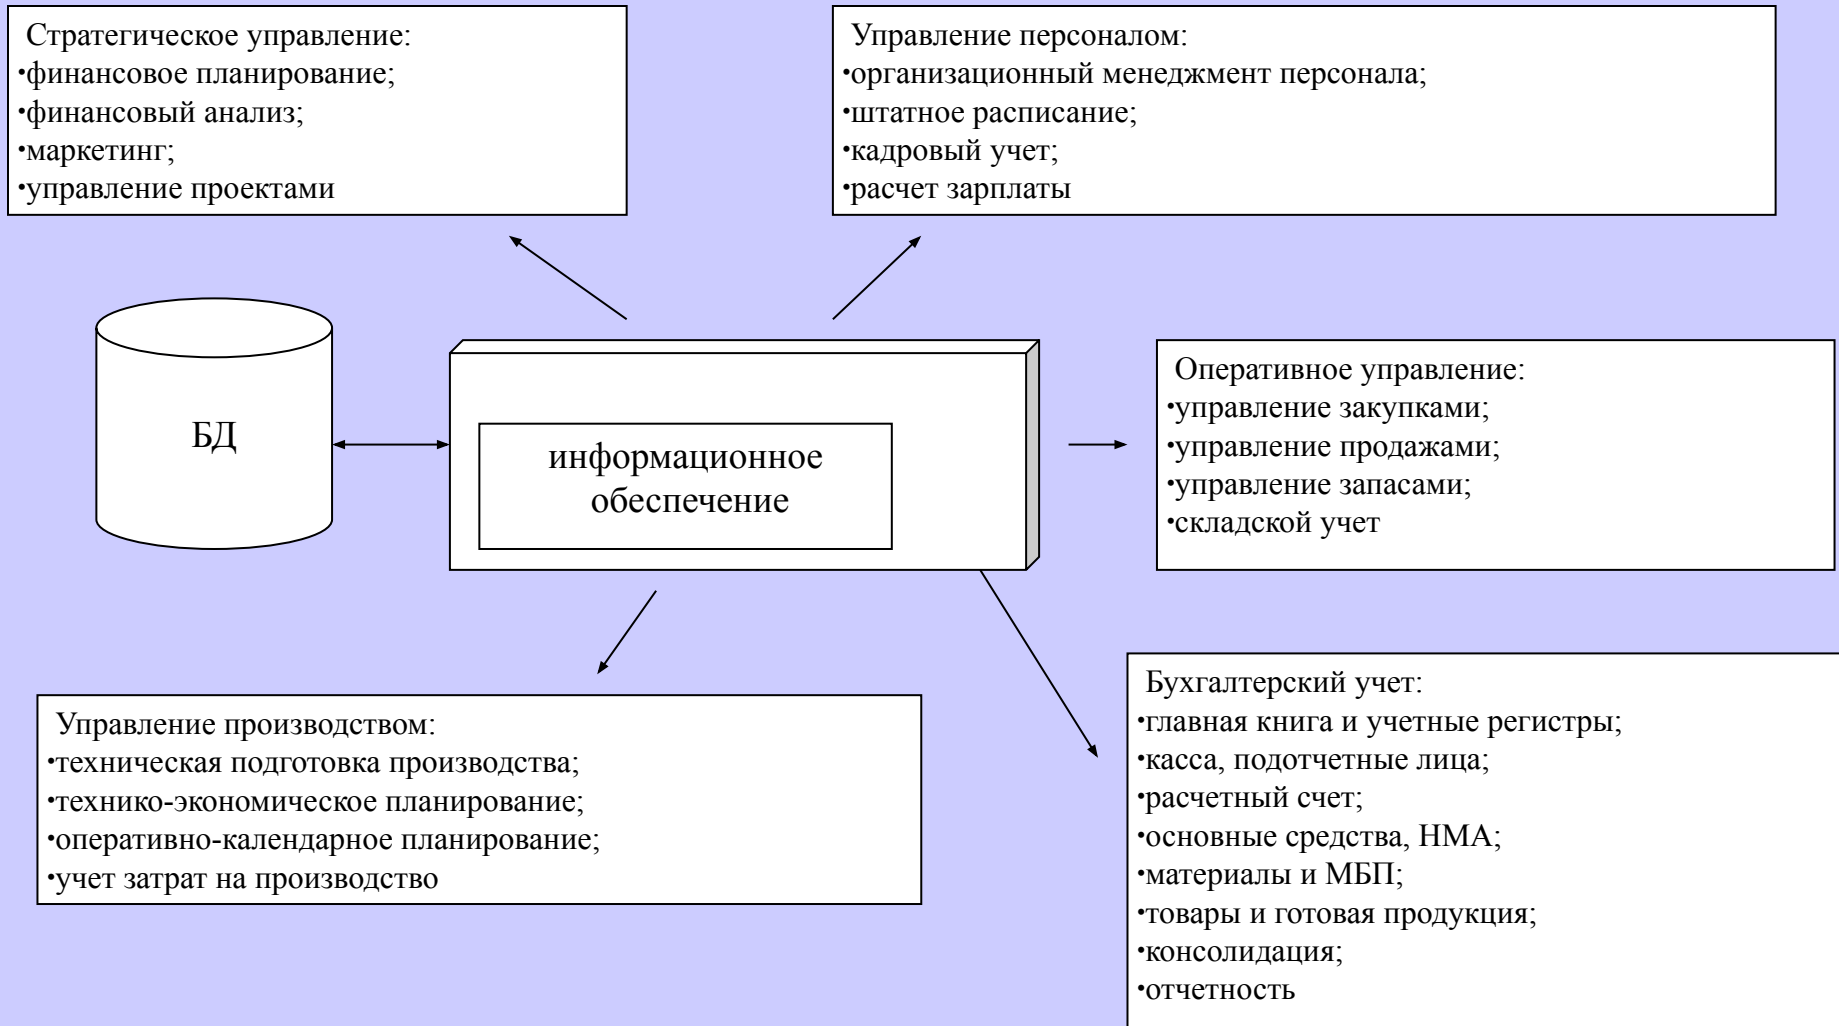 Стратегическое управление:
•финансовое планирование;
•финансовый анализ;
•маркетинг;
•управление проектами
Управление персоналом:
•организационный менеджмент персонала;
•штатное расписание;
•кадровый учет;
•расчет зарплаты
БД
информационное
обеспечение
Оперативное управление:
•управление закупками;
•управление продажами;
•управление запасами;
•складской учет
Управление производством:
•техническая подготовка производства;
•технико-экономическое планирование;
•оперативно-календарное планирование;
•учет затрат на производство
Бухгалтерский учет:
•главная книга и учетные регистры;
•касса, подотчетные лица;
•расчетный счет;
•основные средства, НМА;
•материалы и МБП;
•товары и готовая продукция;
•консолидация;
•отчетность